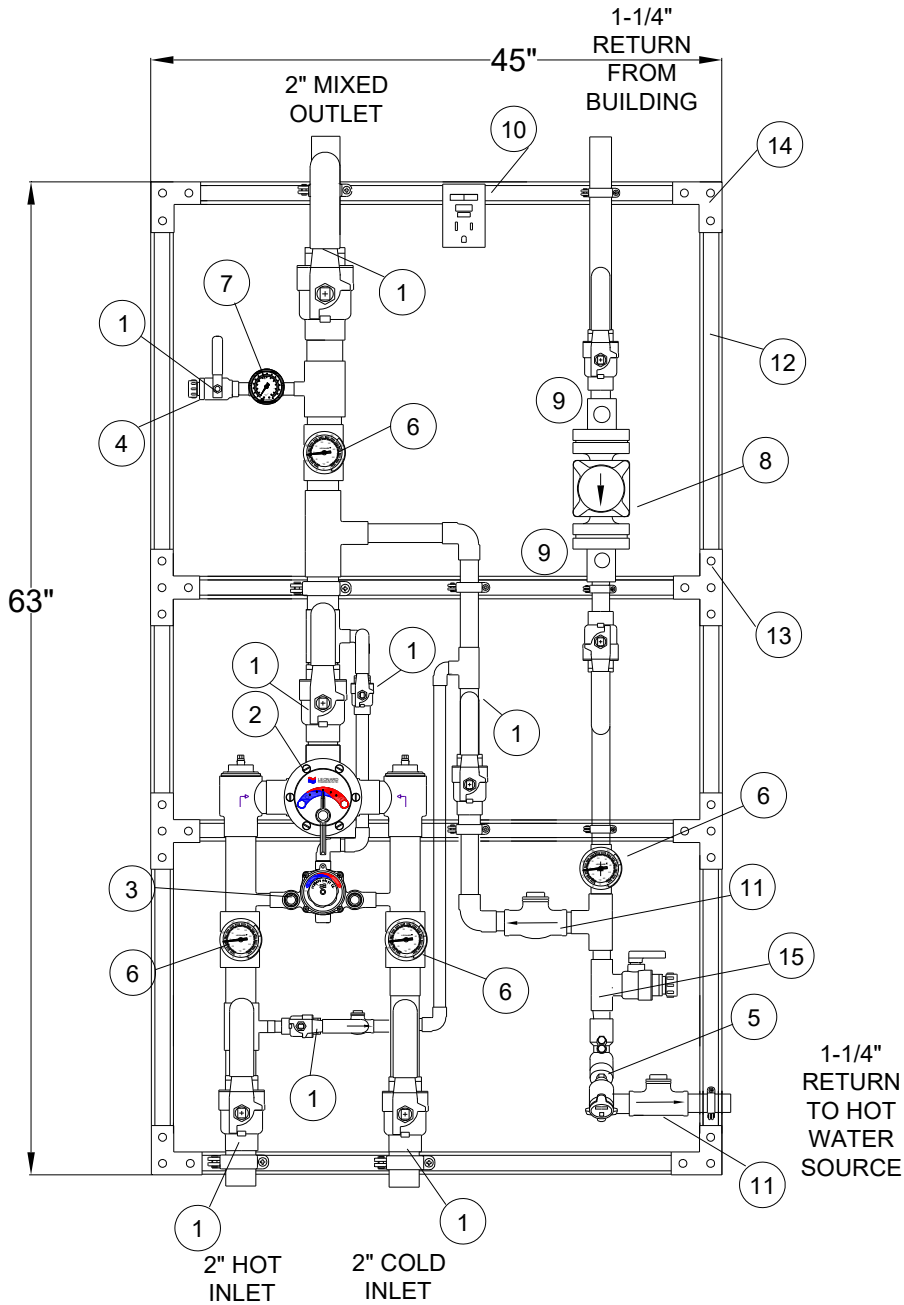 1-1/4"
RETURN
FROM
BUILDING
45"
2" MIXED
OUTLET
10
14
7
1
1
12
4
6
9
8
9
63"
13
1
1
2
1
6
3
11
6
6
15
5
1
1-1/4"
RETURN
TO HOT
WATER
SOURCE
11
1
1
2" HOT
INLET
2" COLD
INLET